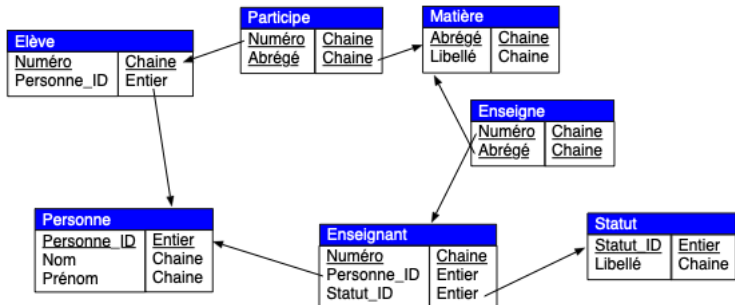 Participe
Numéro Chaine
Abrégé Chaine
Matière
Abrégé Chaine
Libellé Chaine
Elève
Numéro Chaine
Personne_ID Entier
Enseigne
Numéro Chaine
Abrégé Chaine
Personne
Personne_ID Entier
Nom Chaine
Prénom Chaine
Enseignant
Numéro Chaine
Personne_ID Entier
Statut_ID Entier
Statut
Statut_ID Entier
Libellé Chaine